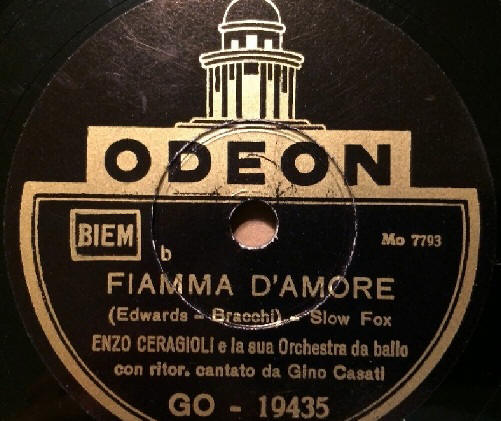 ODEON
BIEM
b
Mo 7793
FIAMMA D'AMORE
(Edwards - Bracchi) - Slow Fox
ENZO CERAGIOLI e la sua Orchestra da ballo
con ritor. cantato da Gino Casati
GO - 19435